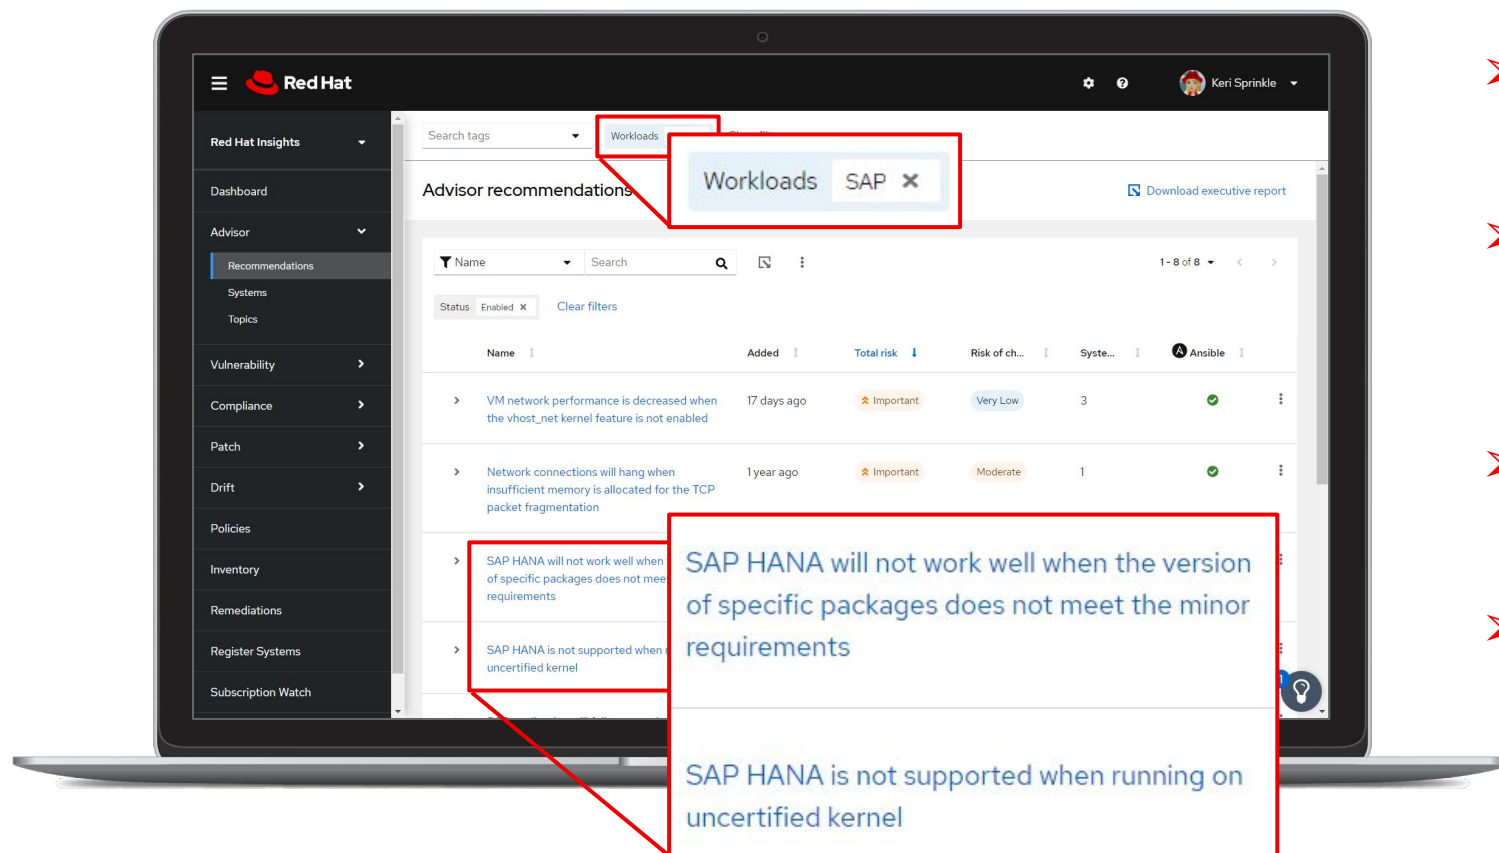 Red Hat
Keri Sprinkle
Red Hat Insights
Dashboard
Advisor
Recommendations
Systems
Topics
Vulnerability
Compliance
Patch
Drift
Policies
Inventory
Remediations
Register Systems
Subscription Watch
Search tags
Workloads
Workloads SAP
Advisor recommendations
Download executive report
Name
Search
1 - 8 of 8
Status Enabled
Clear filters
Name Added Total risk Risk of ch... Syste... Ansible
VM network performance is decreased when 17 days ago Important Very Low 3
the vhost_net kernel feature is not enabled
Network connections will hang when 1 year ago Important Moderate 1
insufficient memory is allocated for the TCP
packet fragmentation
SAP HANA will not work well when
of specific packages does not mee
requirements
SAP HANA is not supported when
uncertified kernel
SAP HANA will not work well when the version
of specific packages does not meet the minor
requirements
SAP HANA is not supported when running on
uncertified kernel